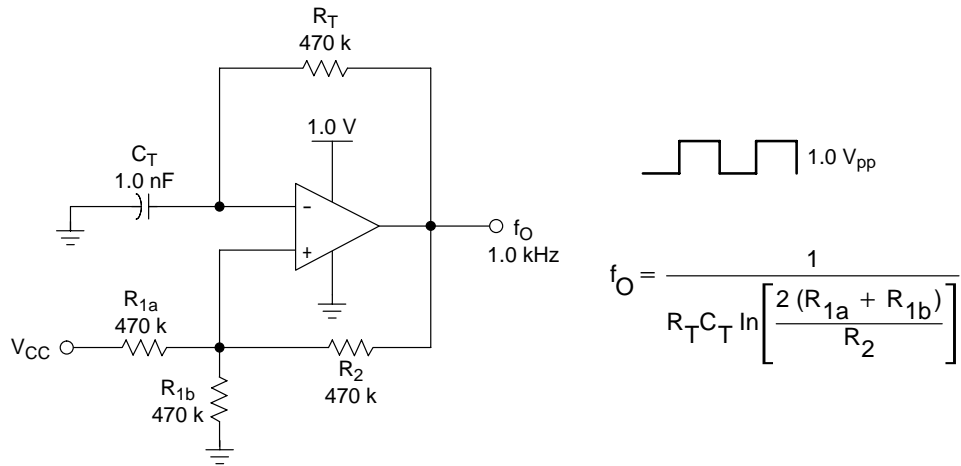 R_T
470 k
1.0 V
C_T
1.0 nF
-
+
f_O
1.0 kHz
R_1a
470 k
V_CC
R_1b
470 k
R_2
470 k
1.0 V_pp
f_O = 1 / R_T C_T ln[2 (R_1a + R_1b) / R_2]